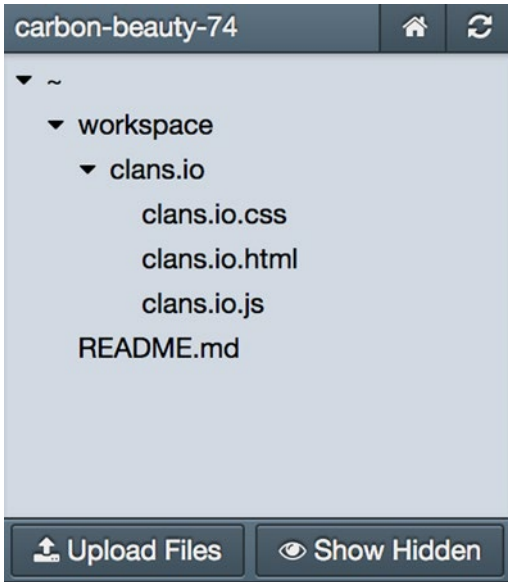 carbon-beauty-74
~
workspace
clans.io
clans.io.css
clans.io.html
clans.io.js
README.md
Upload Files Show Hidden